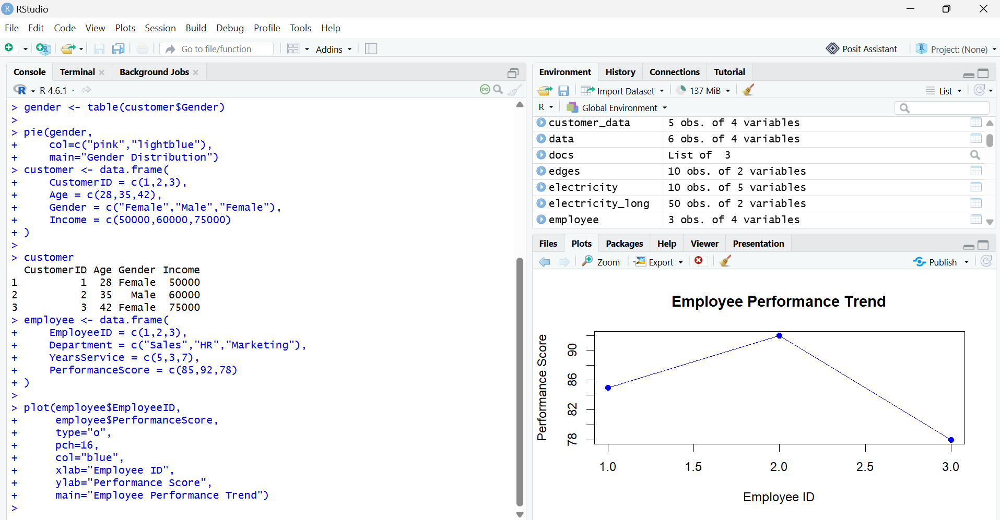 RStudio
File Edit Code View Plots Session Build Debug Profile Tools Help
Go to file/function Addins Posit Assistant Project: (None)
Console Terminal Background Jobs
R 4.6.1 ·
> gender <- table(customer$Gender)
>
> pie(gender,
+     col=c("pink","lightblue"),
+     main="Gender Distribution")
> customer <- data.frame(
+     CustomerID = c(1,2,3),
+     Age = c(28,35,42),
+     Gender = c("Female","Male","Female"),
+     Income = c(50000,60000,75000)
+ )
>
> customer
  CustomerID Age Gender Income
1          1  28 Female  50000
2          2  35   Male  60000
3          3  42 Female  75000
> employee <- data.frame(
+     EmployeeID = c(1,2,3),
+     Department = c("Sales","HR","Marketing"),
+     YearsService = c(5,3,7),
+     PerformanceScore = c(85,92,78)
+ )
>
> plot(employee$EmployeeID,
+      employee$PerformanceScore,
+      type="o",
+      pch=16,
+      col="blue",
+      xlab="Employee ID",
+      ylab="Performance Score",
+      main="Employee Performance Trend")
>
Environment History Connections Tutorial
Import Dataset 137 MiB List
R Global Environment
customer_data 5 obs. of 4 variables
data 6 obs. of 4 variables
docs List of  3
edges 10 obs. of 2 variables
electricity 10 obs. of 5 variables
electricity_long 50 obs. of 2 variables
employee 3 obs. of 4 variables
Files Plots Packages Help Viewer Presentation
Zoom Export Publish
Employee Performance Trend
Performance Score
90
86
82
78
1.0 1.5 2.0 2.5 3.0
Employee ID